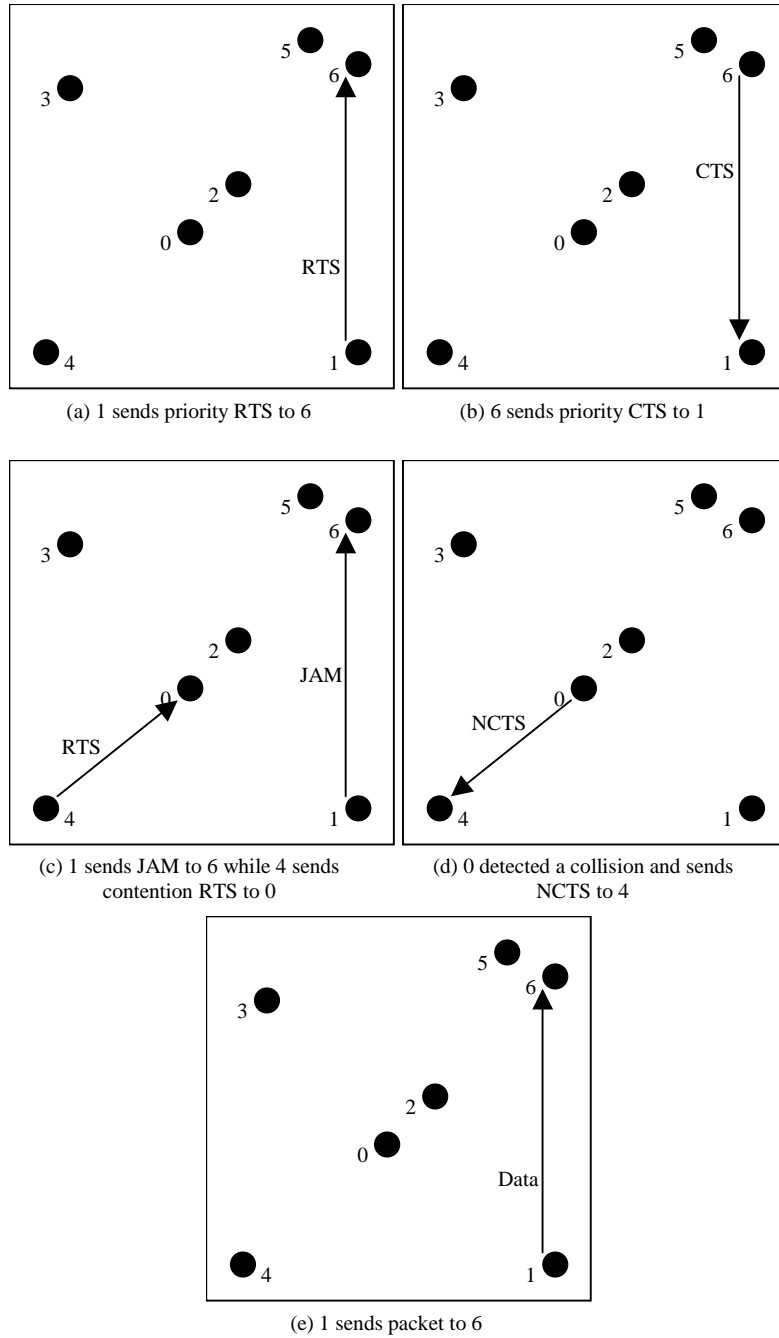 5
6
3
2
0
RTS
4
1
(a) 1 sends priority RTS to 6
5
6
3
2
CTS
0
4
1
(b) 6 sends priority CTS to 1
5
6
3
2
JAM
0
RTS
4
1
(c) 1 sends JAM to 6 while 4 sends
contention RTS to 0
5
6
3
2
0
NCTS
4
1
(d) 0 detected a collision and sends
NCTS to 4
5
6
3
2
0
Data
4
1
(e) 1 sends packet to 6